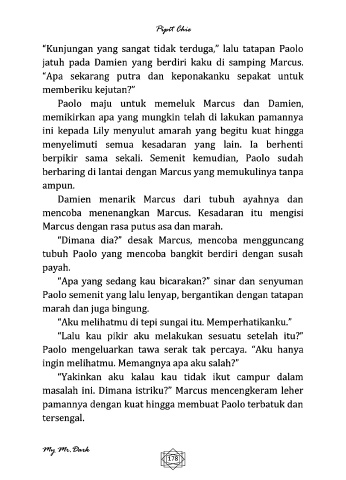 Pipit Chie
“Kunjungan yang sangat tidak terduga,” lalu tatapan Paolo
jatuh pada Damien yang berdiri kaku di samping Marcus.
“Apa sekarang putra dan keponakanku sepakat untuk
memberiku kejutan?”
Paolo maju untuk memeluk Marcus dan Damien,
memikirkan apa yang mungkin telah di lakukan pamannya
ini kepada Lily menyulut amarah yang begitu kuat hingga
menyelimuti semua kesadaran yang lain. Ia berhenti
berpikir sama sekali. Semenit kemudian, Paolo sudah
berbaring di lantai dengan Marcus yang memukulinya tanpa
ampun.
Damien menarik Marcus dari tubuh ayahnya dan
mencoba menenangkan Marcus. Kesadaran itu mengisi
Marcus dengan rasa putus asa dan marah.
“Dimana dia?” desak Marcus, mencoba mengguncang
tubuh Paolo yang mencoba bangkit berdiri dengan susah
payah.
“Apa yang sedang kau bicarakan?” sinar dan senyuman
Paolo semenit yang lalu lenyap, bergantikan dengan tatapan
marah dan juga bingung.
“Aku melihatmu di tepi sungai itu. Memperhatikanku.”
“Lalu kau pikir aku melakukan sesuatu setelah itu?”
Paolo mengeluarkan tawa serak tak percaya. “Aku hanya
ingin melihatmu. Memangnya apa aku salah?”
“Yakinkan aku kalau kau tidak ikut campur dalam
masalah ini. Dimana istriku?” Marcus mencengkeram leher
pamannya dengan kuat hingga membuat Paolo terbatuk dan
tersengal.
My Mr.Dark
178